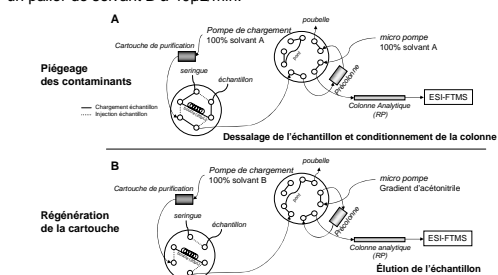 un palier de solvant B à 40µL/min.
A
Pompe de chargement
100% solvant A
Cartouche de purification
poubelle
micro pompe
100% solvant A
Piégeage
des contaminants
seringue
échantillon
pont
Précolonne
Chargement échantillon
Injection échantillon
Colonne Analytique
(RP)
ESI-FTMS
Dessalage de l'échantillon et conditionnement de la colonne
B
Pompe de chargement
100% solvant B
Cartouche de purification
poubelle
micro pompe
Gradient d'acétonitrile
Régénération
de la cartouche
seringue
échantillon
pont
Précolonne
Colonne analytique
(RP)
ESI-FTMS
Élution de l'échantillon